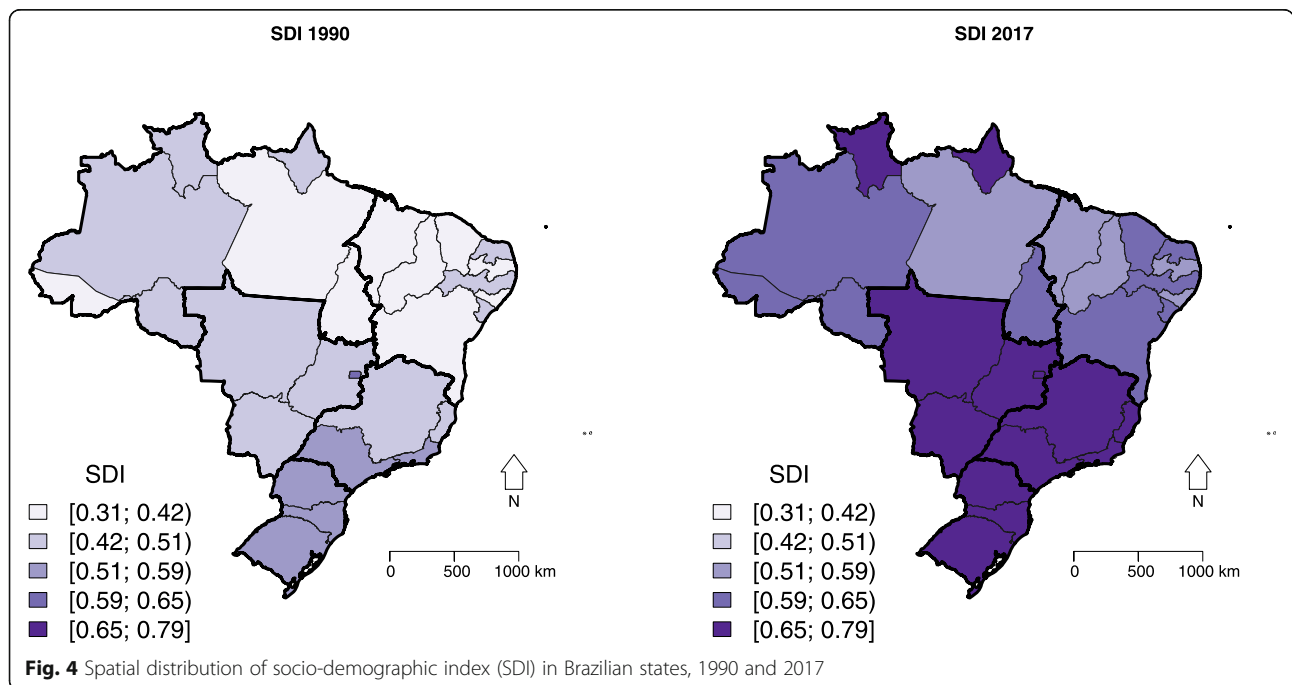 SDI 1990
SDI
[0.31; 0.42)
[0.42; 0.51)
[0.51; 0.59)
[0.59; 0.65)
[0.65; 0.79]
N
0 500 1000 km
SDI 2017
SDI
[0.31; 0.42)
[0.42; 0.51)
[0.51; 0.59)
[0.59; 0.65)
[0.65; 0.79]
N
0 500 1000 km
Fig. 4 Spatial distribution of socio-demographic index (SDI) in Brazilian states, 1990 and 2017